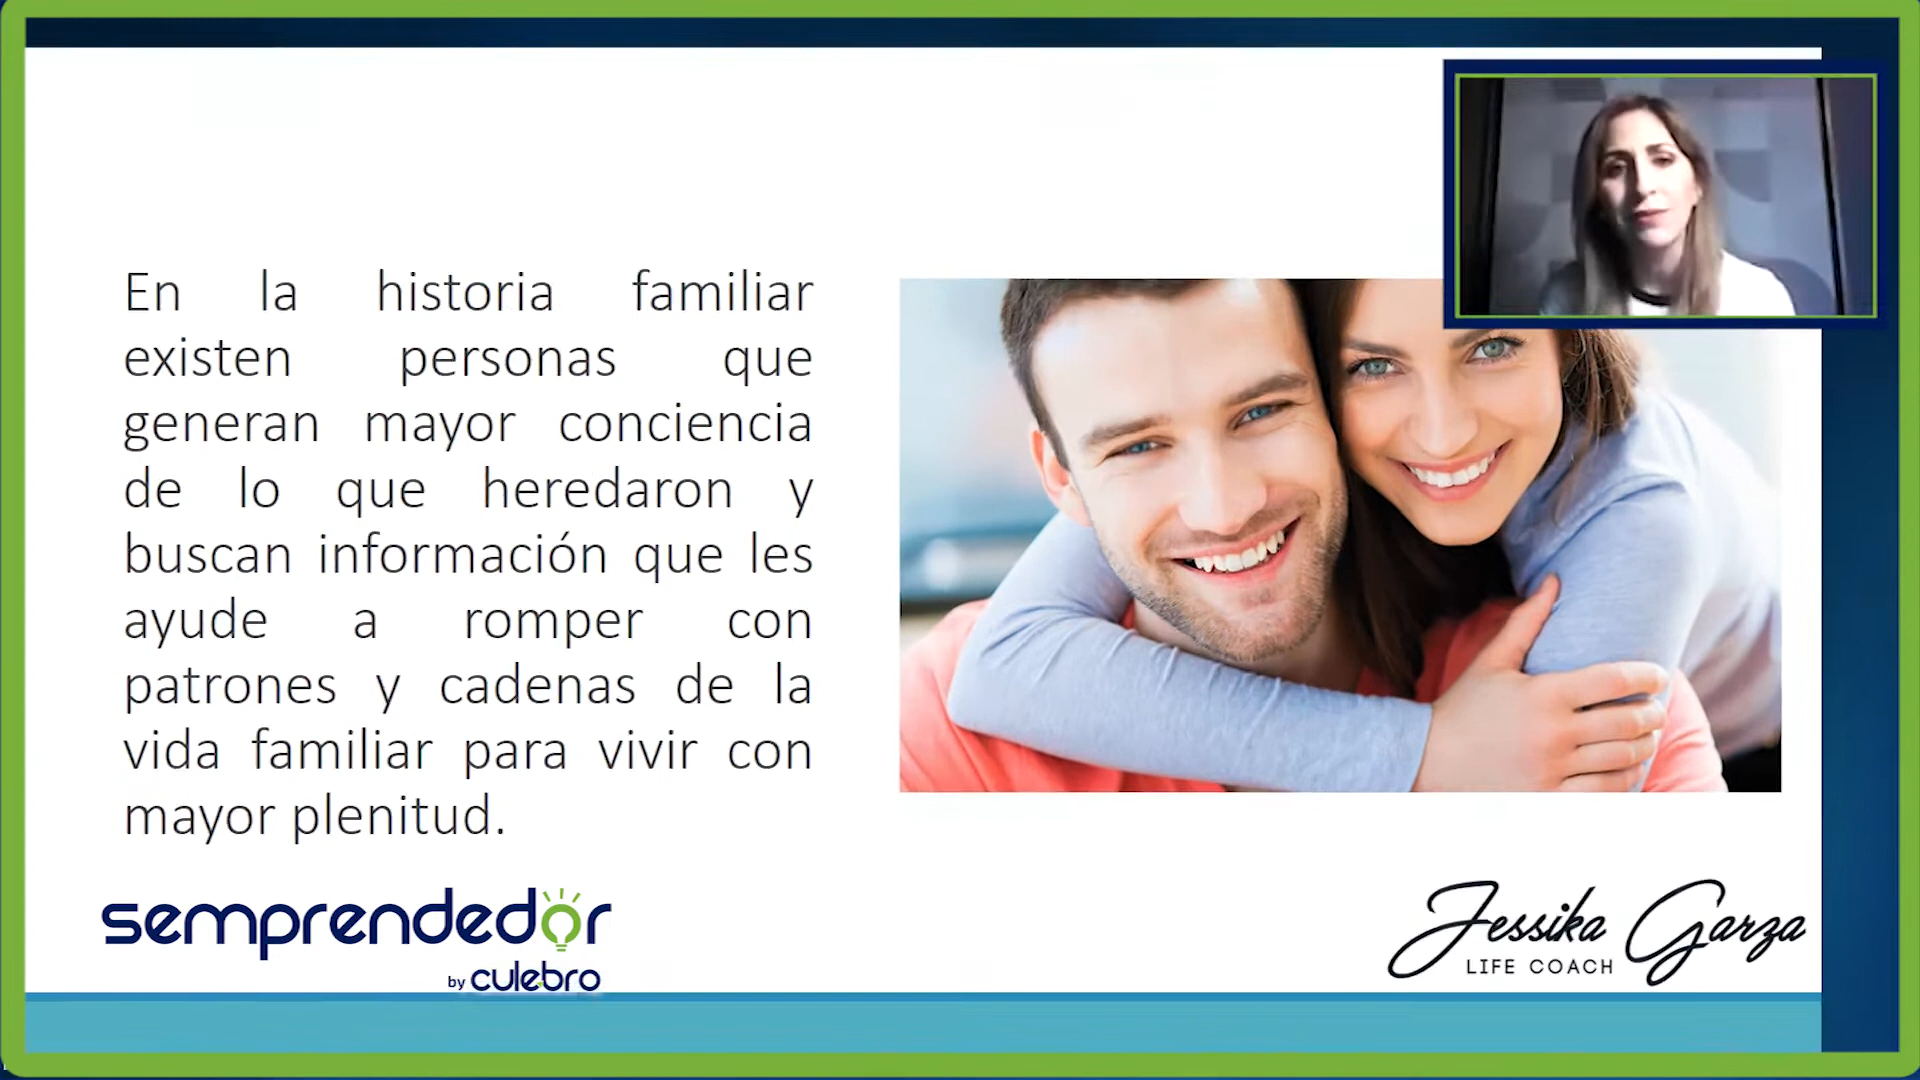 En la historia familiar
existen personas que
generan mayor conciencia
de lo que heredaron y
buscan información que les
ayude a romper con
patrones y cadenas de la
vida familiar para vivir con
mayor plenitud.
semprendedor
by culebro
Jessika Garza
LIFE COACH